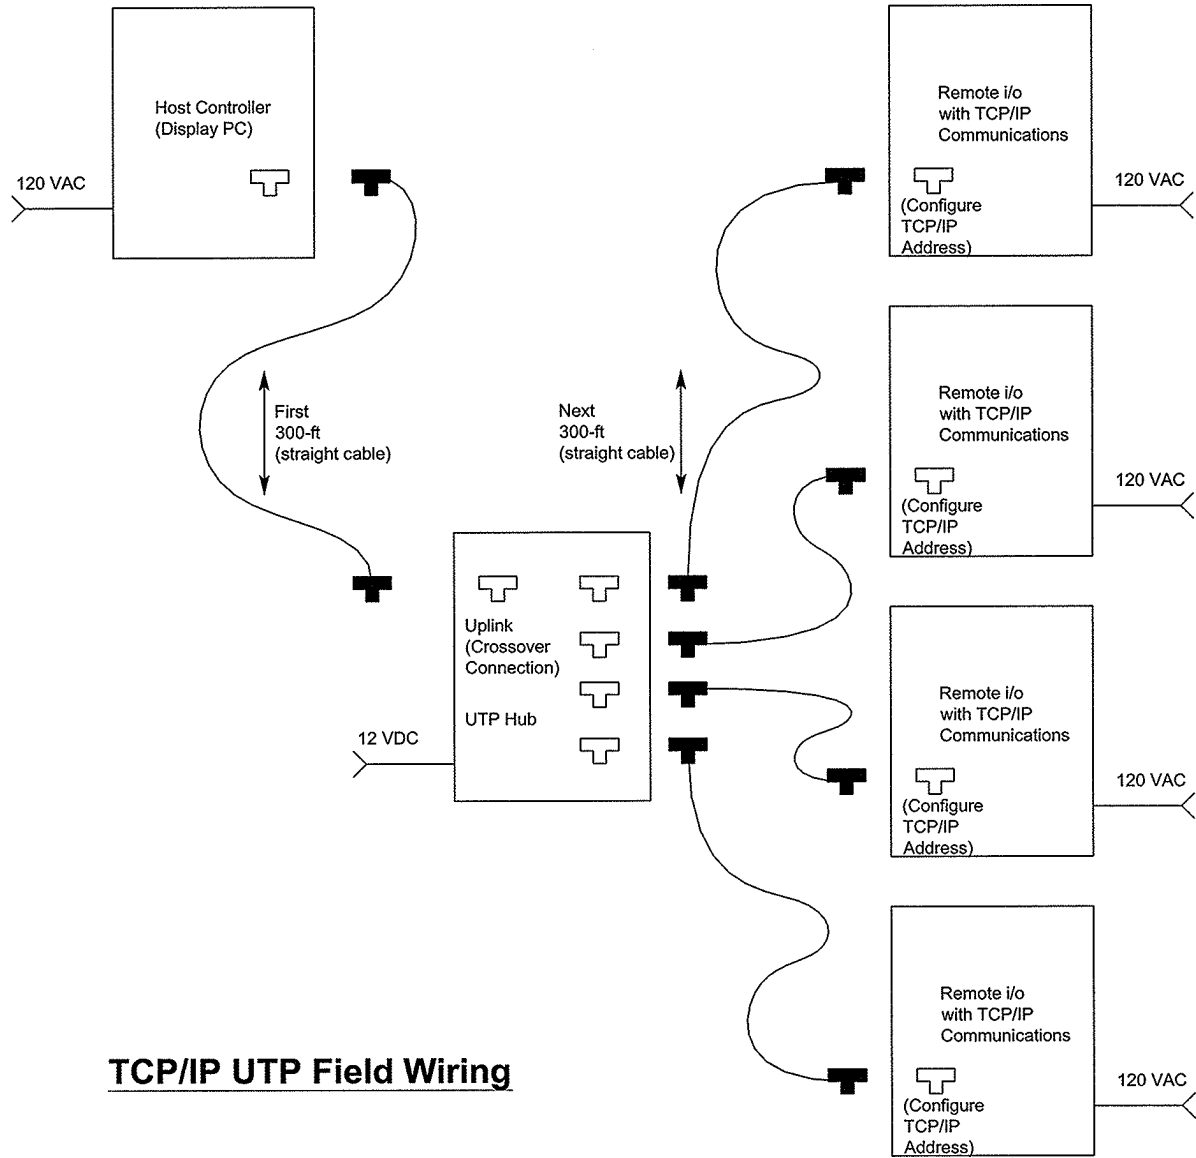 Host Controller
(Display PC)
120 VAC
First
300-ft
(straight cable)
Next
300-ft
(straight cable)
Uplink
(Crossover
Connection)
UTP Hub
12 VDC
Remote i/o
with TCP/IP
Communications
120 VAC
(Configure
TCP/IP
Address)
Remote i/o
with TCP/IP
Communications
120 VAC
(Configure
TCP/IP
Address)
Remote i/o
with TCP/IP
Communications
120 VAC
(Configure
TCP/IP
Address)
Remote i/o
with TCP/IP
Communications
120 VAC
(Configure
TCP/IP
Address)
TCP/IP UTP Field Wiring